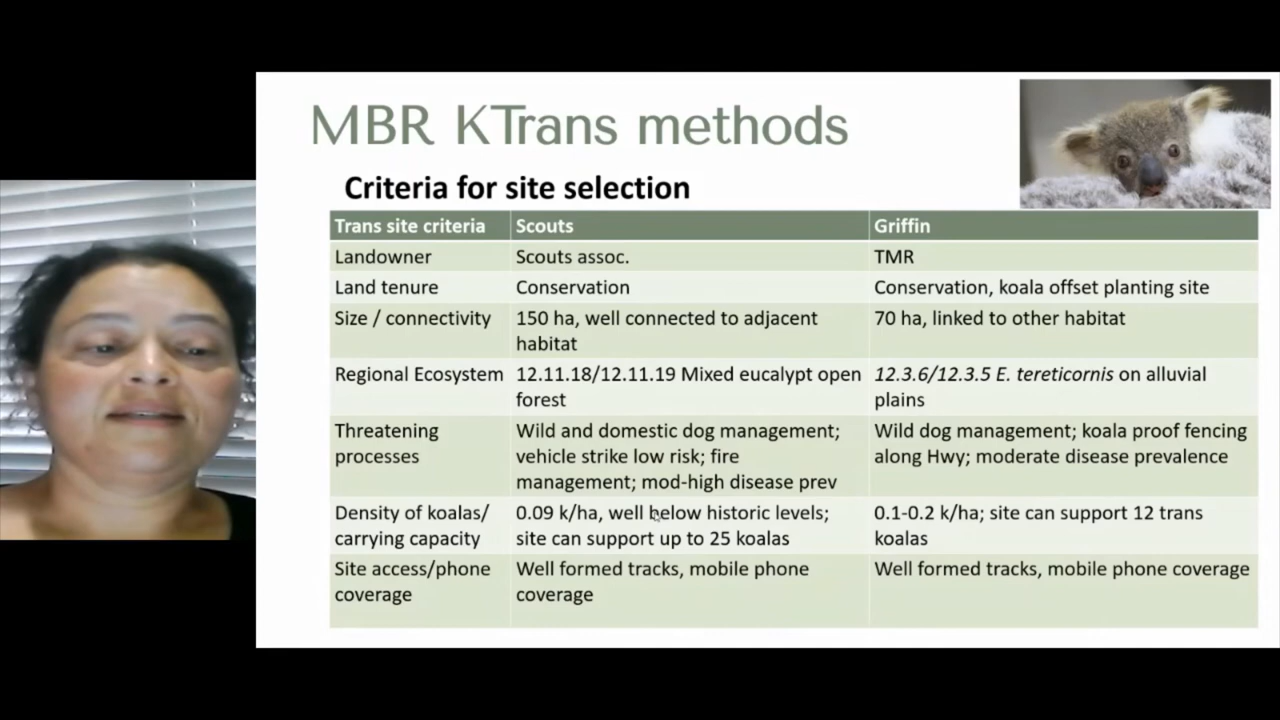 MBR KTrans methods
Criteria for site selection
Trans site criteria Scouts Griffin
Landowner Scouts assoc. TMR
Land tenure Conservation Conservation, koala offset planting site
Size / connectivity 150 ha, well connected to adjacent habitat 70 ha, linked to other habitat
Regional Ecosystem 12.11.18/12.11.19 Mixed eucalypt open forest 12.3.6/12.3.5 E. tereticornis on alluvial plains
Threatening processes Wild and domestic dog management; vehicle strike low risk; fire management; mod-high disease prev Wild dog management; koala proof fencing along Hwy; moderate disease prevalence
Density of koalas/ carrying capacity 0.09 k/ha, well below historic levels; site can support up to 25 koalas 0.1-0.2 k/ha; site can support 12 trans koalas
Site access/phone coverage Well formed tracks, mobile phone coverage Well formed tracks, mobile phone coverage